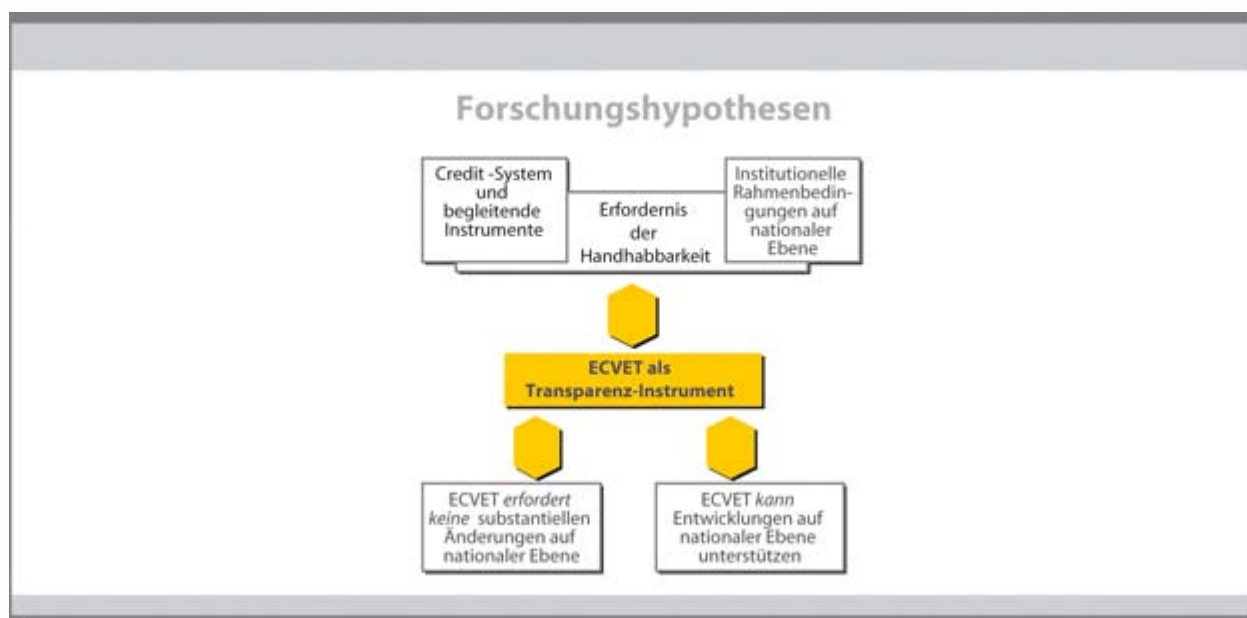 Forschungshypothesen
Credit -System
und
begleitende
Instrumente
Erfordernis
der
Handhabbarkeit
Institutionelle
Rahmenbedin-
gungen auf
nationaler
Ebene
ECVET als
Transparenz-Instrument
ECVET erfordert
keine substantiellen
Änderungen auf
nationaler Ebene
ECVET kann
Entwicklungen auf
nationaler Ebene
unterstützen